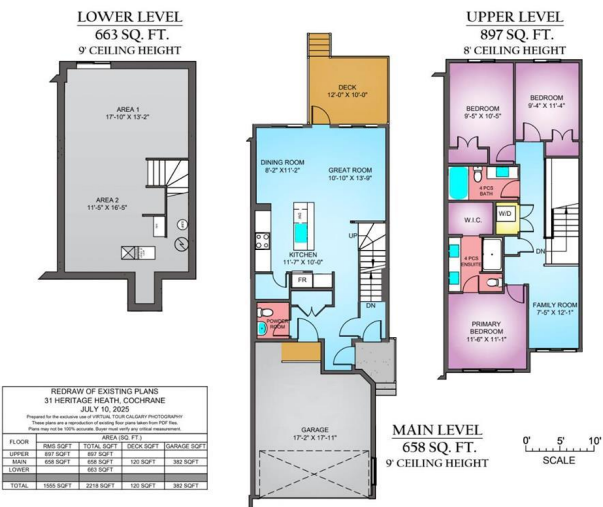 LOWER LEVEL
663 SQ. FT.
9' CEILING HEIGHT
AREA 1
17'-10" X 13'-2"
AREA 2
11'-5" X 16'-5"
DECK
12'-0" X 10'-0"
DINING ROOM
8'-2"X11'-2"
GREAT ROOM
10'-10" X 13'-9"
UP
KITCHEN
11'-7" X 10'-0"
FR
DN
POWDER
ROOM
GARAGE
17'-2" X 17'-11"
MAIN LEVEL
658 SQ. FT.
9' CEILING HEIGHT
UPPER LEVEL
897 SQ. FT.
8' CEILING HEIGHT
BEDROOM
9'-5" X 10'-5"
BEDROOM
9'-4" X 11'-4"
4 PCS
BATH
W.I.C.
W/D
DN
4 PCS
ENSUITE
FAMILY ROOM
7'-5" X 12'-1"
PRIMARY
BEDROOM
11'-6" X 11'-1"
0' 5' 10'
SCALE
REDRAW OF EXISTING PLANS
31 HERITAGE HEATH, COCHRANE
JULY 10, 2025
Prepared for the exclusive use of VIRTUAL TOUR CALGARY PHOTOGRAPHY
These plans are a reproduction of existing floor plans taken from PDF files.
Plans may not be 100% accurate. Buyer must verify any critical measurement.
FLOOR AREA (SQ. FT.)
RMS SQFT TOTAL SQFT DECK SQFT GARAGE SQFT
UPPER 897 SQFT 897 SQFT
MAIN 658 SQFT 658 SQFT 120 SQFT 382 SQFT
LOWER 663 SQFT
TOTAL 1555 SQFT 2218 SQFT 120 SQFT 382 SQFT